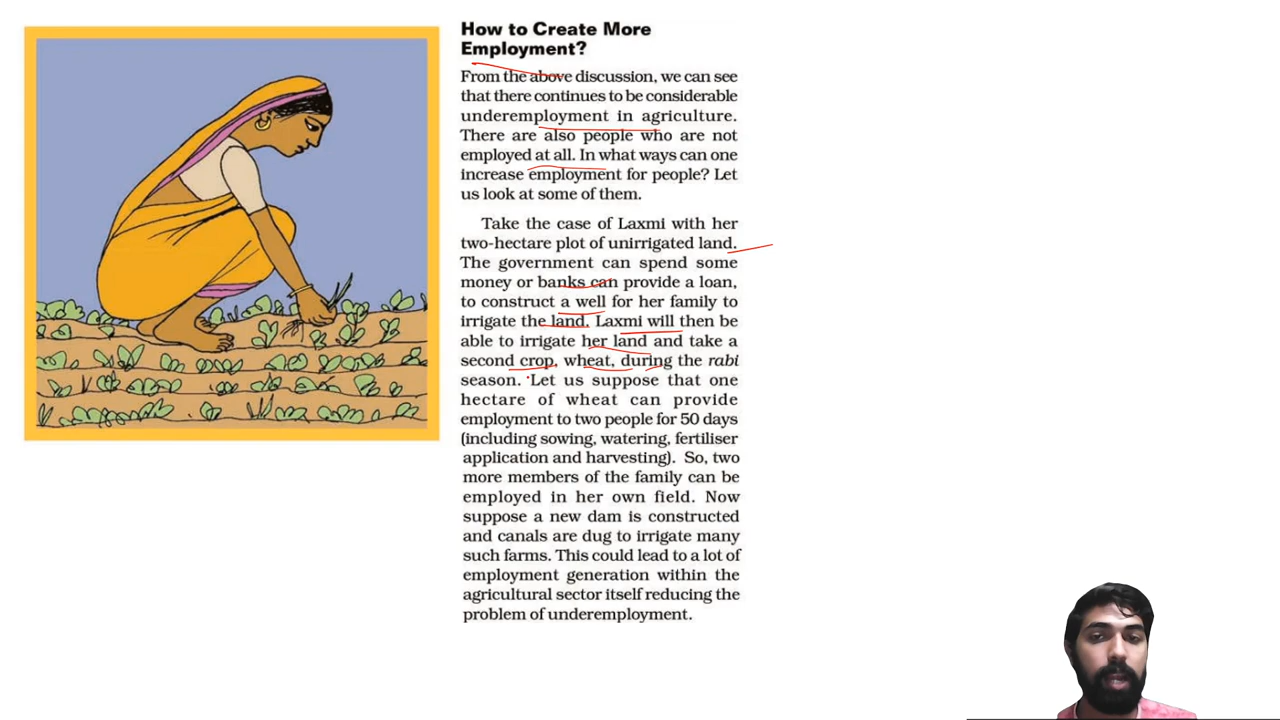 How to Create More
Employment?
From the above discussion, we can see
that there continues to be considerable
underemployment in agriculture.
There are also people who are not
employed at all. In what ways can one
increase employment for people? Let
us look at some of them.
Take the case of Laxmi with her
two-hectare plot of unirrigated land.
The government can spend some
money or banks can provide a loan,
to construct a well for her family to
irrigate the land. Laxmi will then be
able to irrigate her land and take a
second crop, wheat, during the rabi
season. Let us suppose that one
hectare of wheat can provide
employment to two people for 50 days
(including sowing, watering, fertiliser
application and harvesting). So, two
more members of the family can be
employed in her own field. Now
suppose a new dam is constructed
and canals are dug to irrigate many
such farms. This could lead to a lot of
employment generation within the
agricultural sector itself reducing the
problem of underemployment.